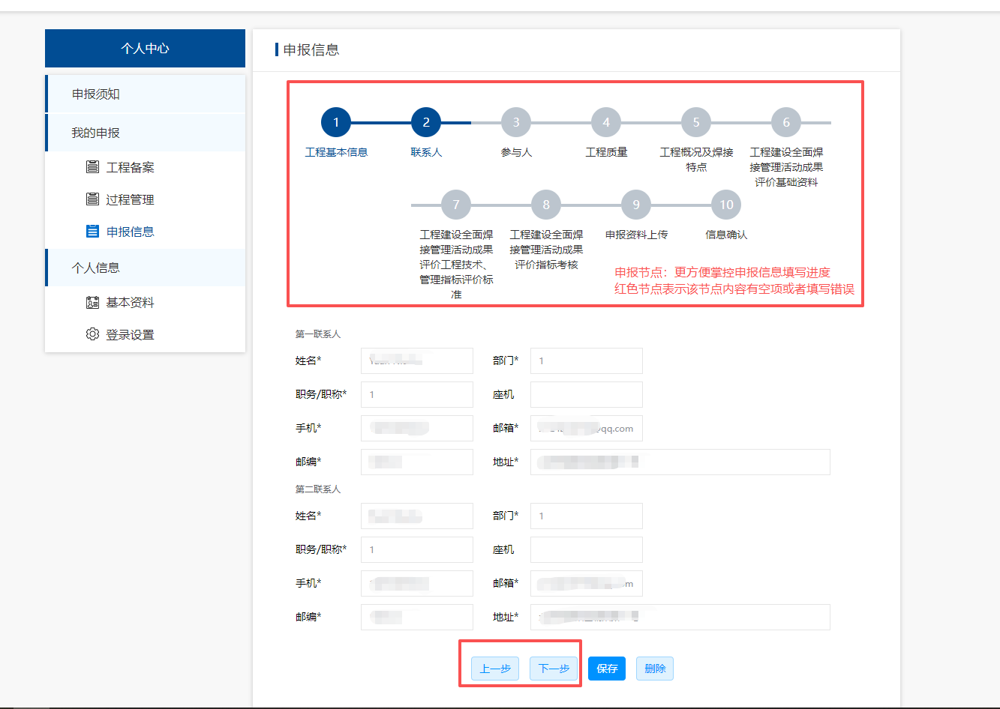 个人中心
申报须知
我的申报
工程备案
过程管理
申报信息
个人信息
基本资料
登录设置
申报信息
1 2 3 4 5 6
工程基本信息
联系人
参与人
工程质量
工程概况及焊接
特点
工程建设全面焊
接管理活动成果
评价基础资料
7 8 9 10
工程建设全面焊
接管理活动成果
评价工程技术、
管理指标评价标
准
工程建设全面焊
接管理活动成果
评价指标考核
申报资料上传
信息确认
申报节点：更方便掌控申报信息填写进度
红色节点表示该节点内容有空项或者填写错误
第一联系人
姓名* 部门* 1
职务/职称* 1 座机
手机* 邮箱* @qq.com
邮编* 地址*
第二联系人
姓名* 部门* 1
职务/职称* 1 座机
手机* 邮箱*
邮编* 地址*
上一步 下一步 保存 删除